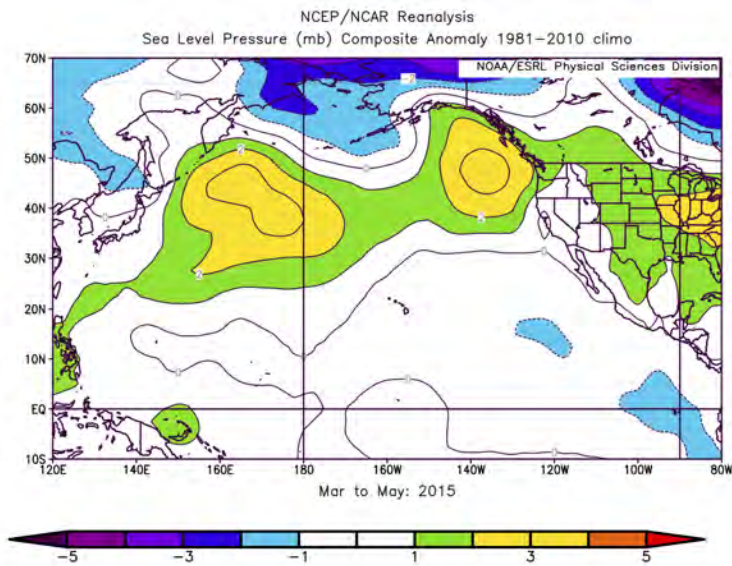 NCEP/NCAR Reanalysis
Sea Level Pressure (mb) Composite Anomaly 1981-2010 climo
NOAA/ESRL Physical Sciences Division
70N
60N
50N
40N
30N
20N
10N
EQ
10S
120E 140E 160E 180 160W 140W 120W 100W 80W
Mar to May: 2015
-5 -3 -1 1 3 5